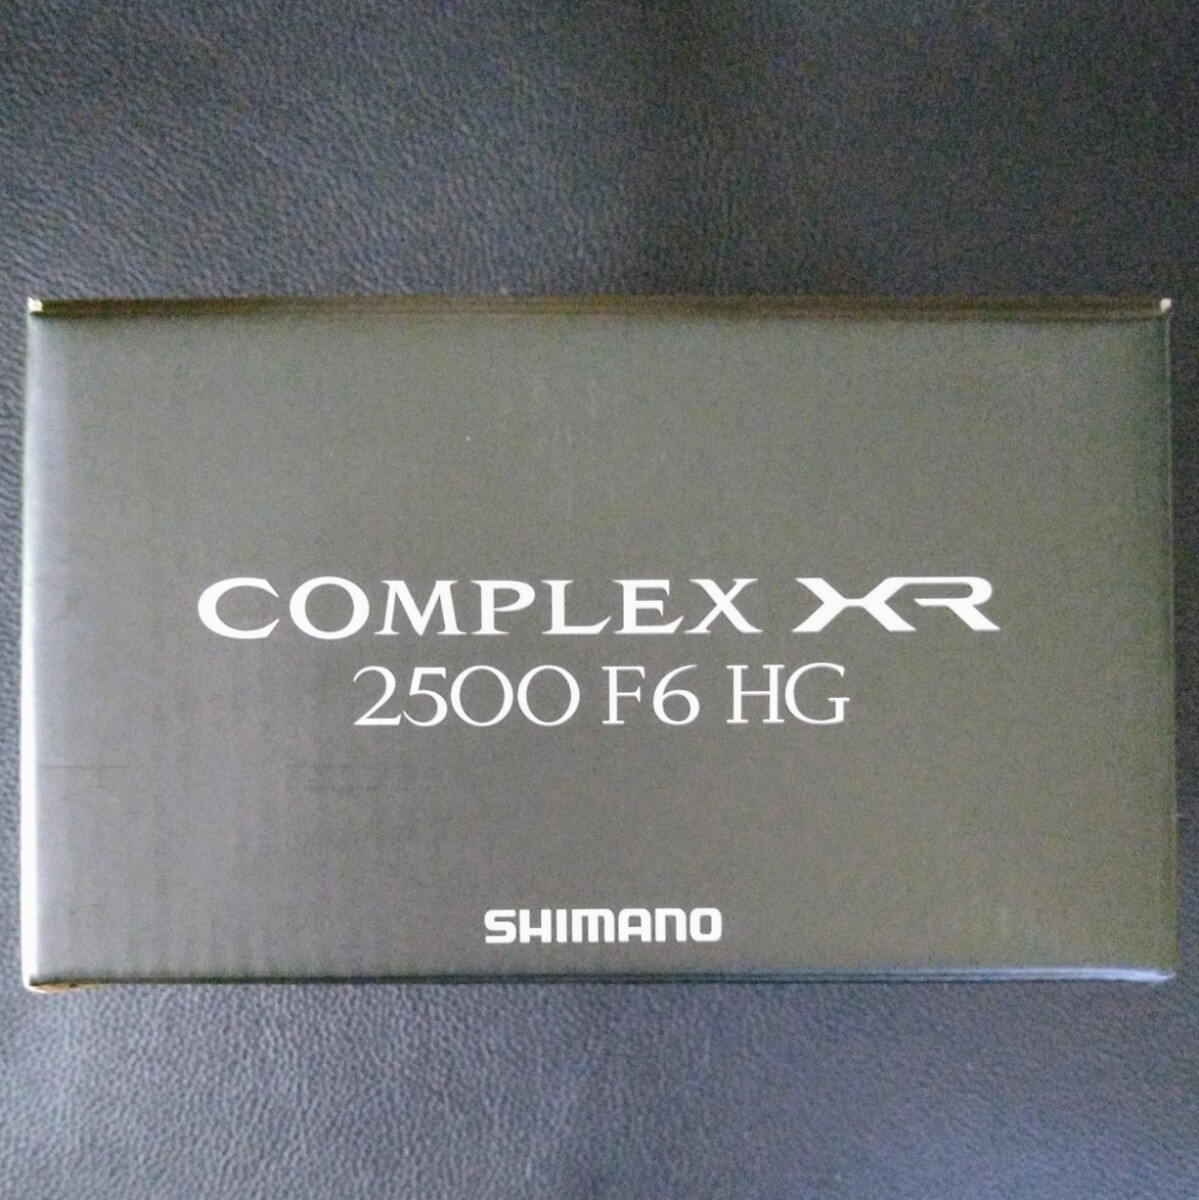 COMPLEX XR
2500 F6 HG
SHIMANO